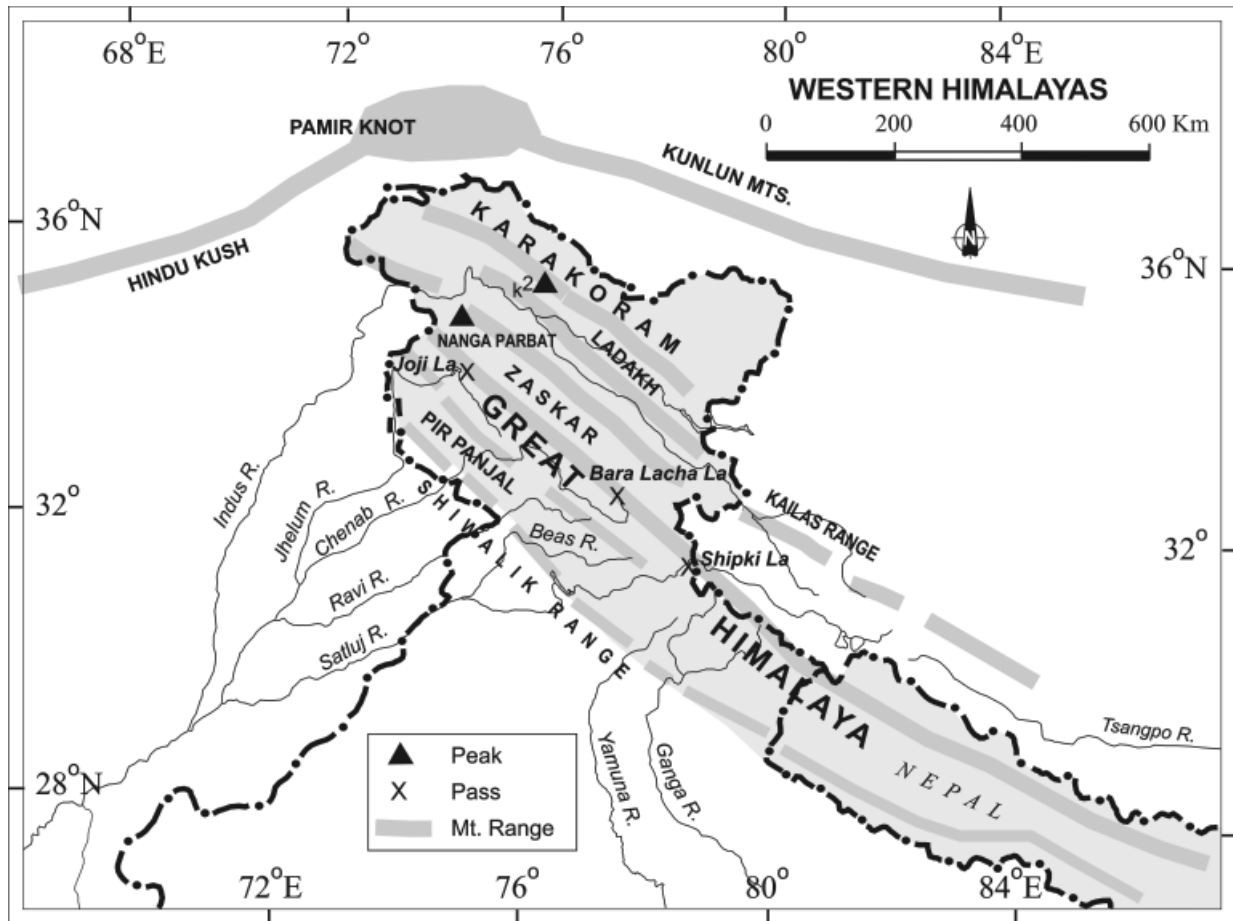 68°E
72°
76°
80°
84°E
WESTERN HIMALAYAS
0 200 400 600 Km
PAMIR KNOT
KUNLUN MTS.
N
36°N
36°N
HINDU KUSH
KARAKORAM
k2
NANGA PARBAT
LADAKH
Joji La
ZASKAR
GREAT
PIR PANJAL
Bara Lacha La
32°
32°
Indus R.
Jhelum R.
Chenab R.
SHIWALIK RANGE
KAILAS RANGE
Beas R.
Shipki La
Ravi R.
Satluj R.
HIMALAYA
Tsangpo R.
Yamuna R.
Ganga R.
NEPAL
Peak
Pass
Mt. Range
28°N
28°N
72°E
76°
80°
84°E